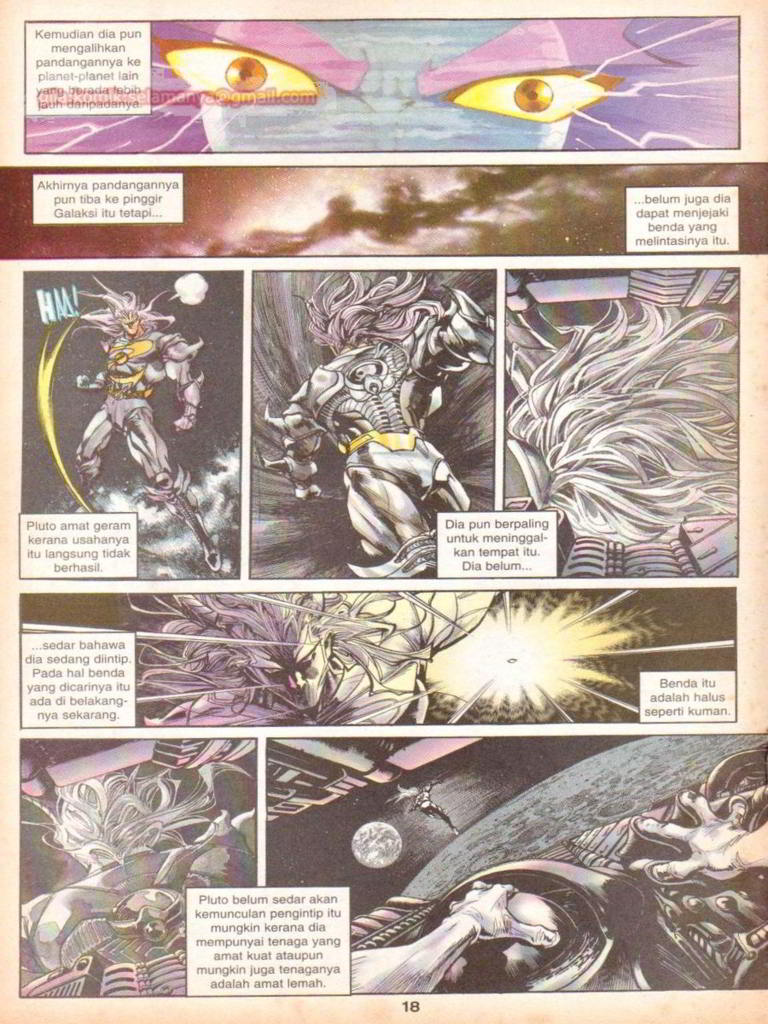 Kemudian dia pun
mengalihkan
pandangannya ke
planet-planet lain
yang berada lebih
jauh daripadanya.
Akhirnya pandangannya
pun tiba ke pinggir
Galaksi itu tetapi...
...belum juga dia
dapat menjejaki
benda yang
melintasinya itu.
HAA!
Pluto amat geram
kerana usahanya
itu langsung tidak
berhasil.
Dia pun berpaling
untuk meninggal-
kan tempat itu.
Dia belum...
...sedar bahawa
dia sedang diintip.
Pada hal benda
yang dicarinya itu
ada di belakang-
nya sekarang.
Benda itu
adalah halus
seperti kuman.
Pluto belum sedar akan
kemunculan pengintip itu
mungkin kerana dia
mempunyai tenaga yang
amat kuat ataupun
mungkin juga tenaganya
adalah amat lemah.
18